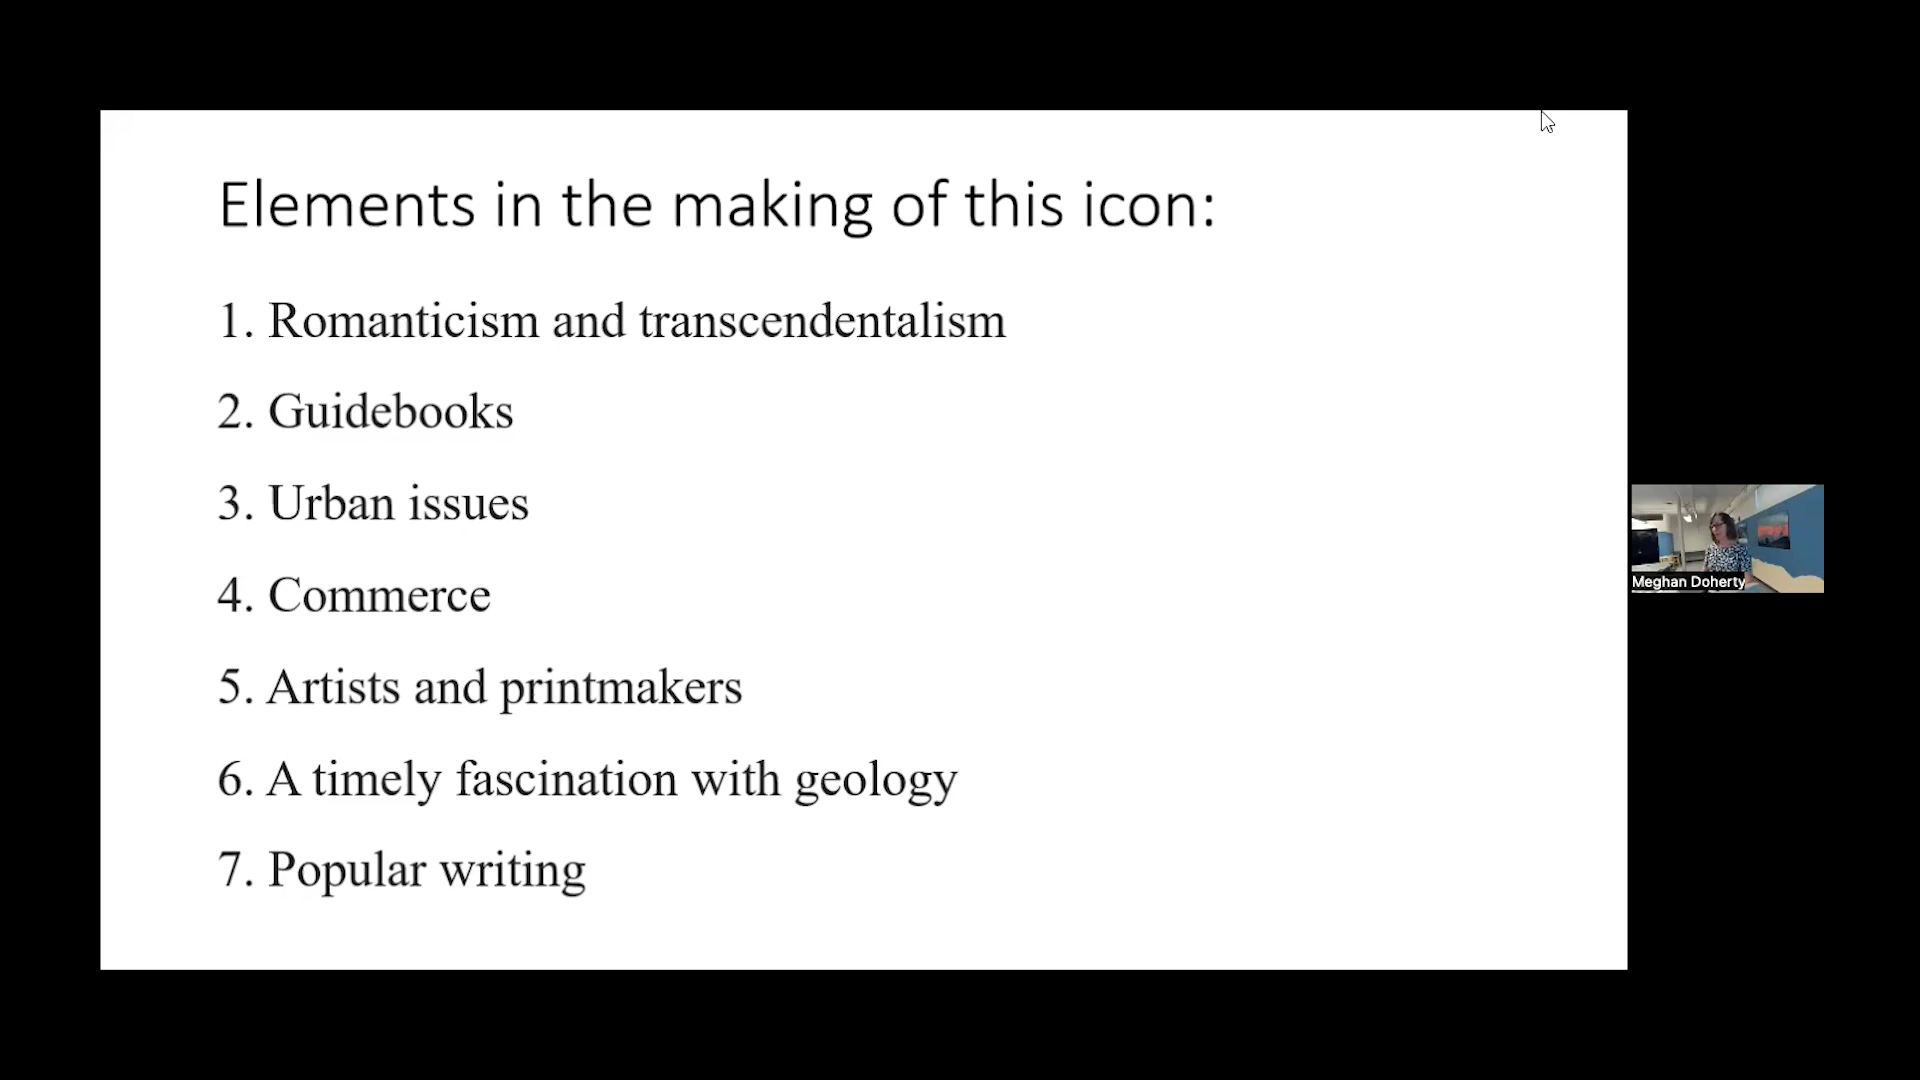 Elements in the making of this icon:
1. Romanticism and transcendentalism
2. Guidebooks
3. Urban issues
4. Commerce
5. Artists and printmakers
6. A timely fascination with geology
7. Popular writing
Meghan Doherty